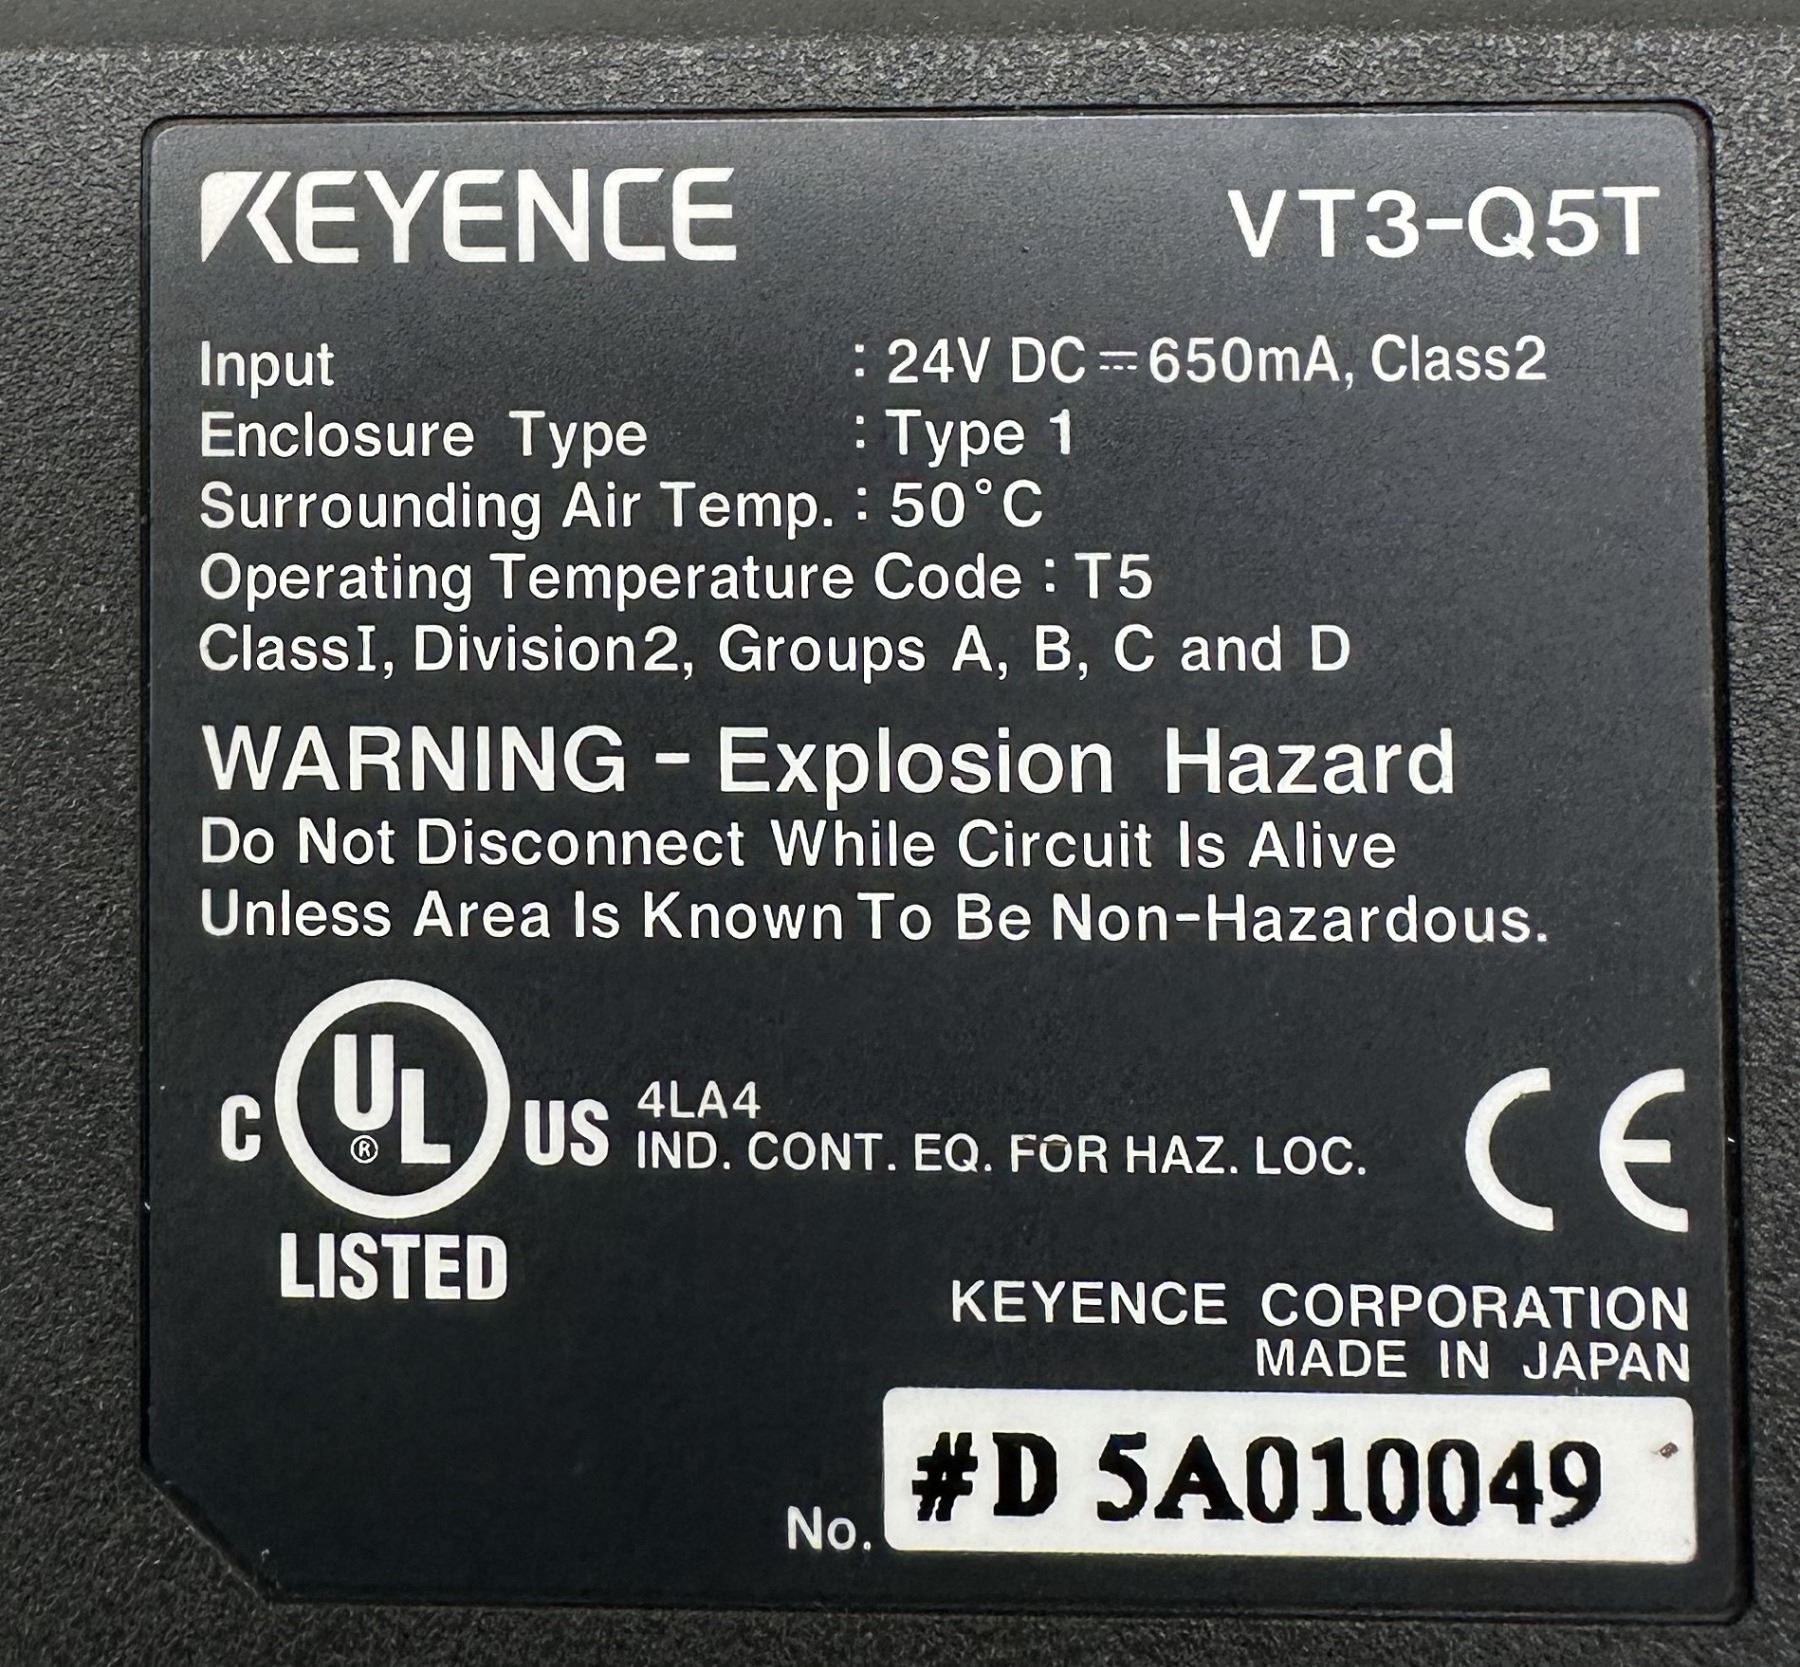 KEYENCE VT3-Q5T
Input : 24V DC⎓650mA, Class2
Enclosure Type : Type 1
Surrounding Air Temp. : 50°C
Operating Temperature Code : T5
ClassI, Division2, Groups A, B, C and D
WARNING - Explosion Hazard
Do Not Disconnect While Circuit Is Alive
Unless Area Is Known To Be Non-Hazardous.
C UL® US
LISTED
4LA4
IND. CONT. EQ. FOR HAZ. LOC.
CE
KEYENCE CORPORATION
MADE IN JAPAN
No. #D 5A010049